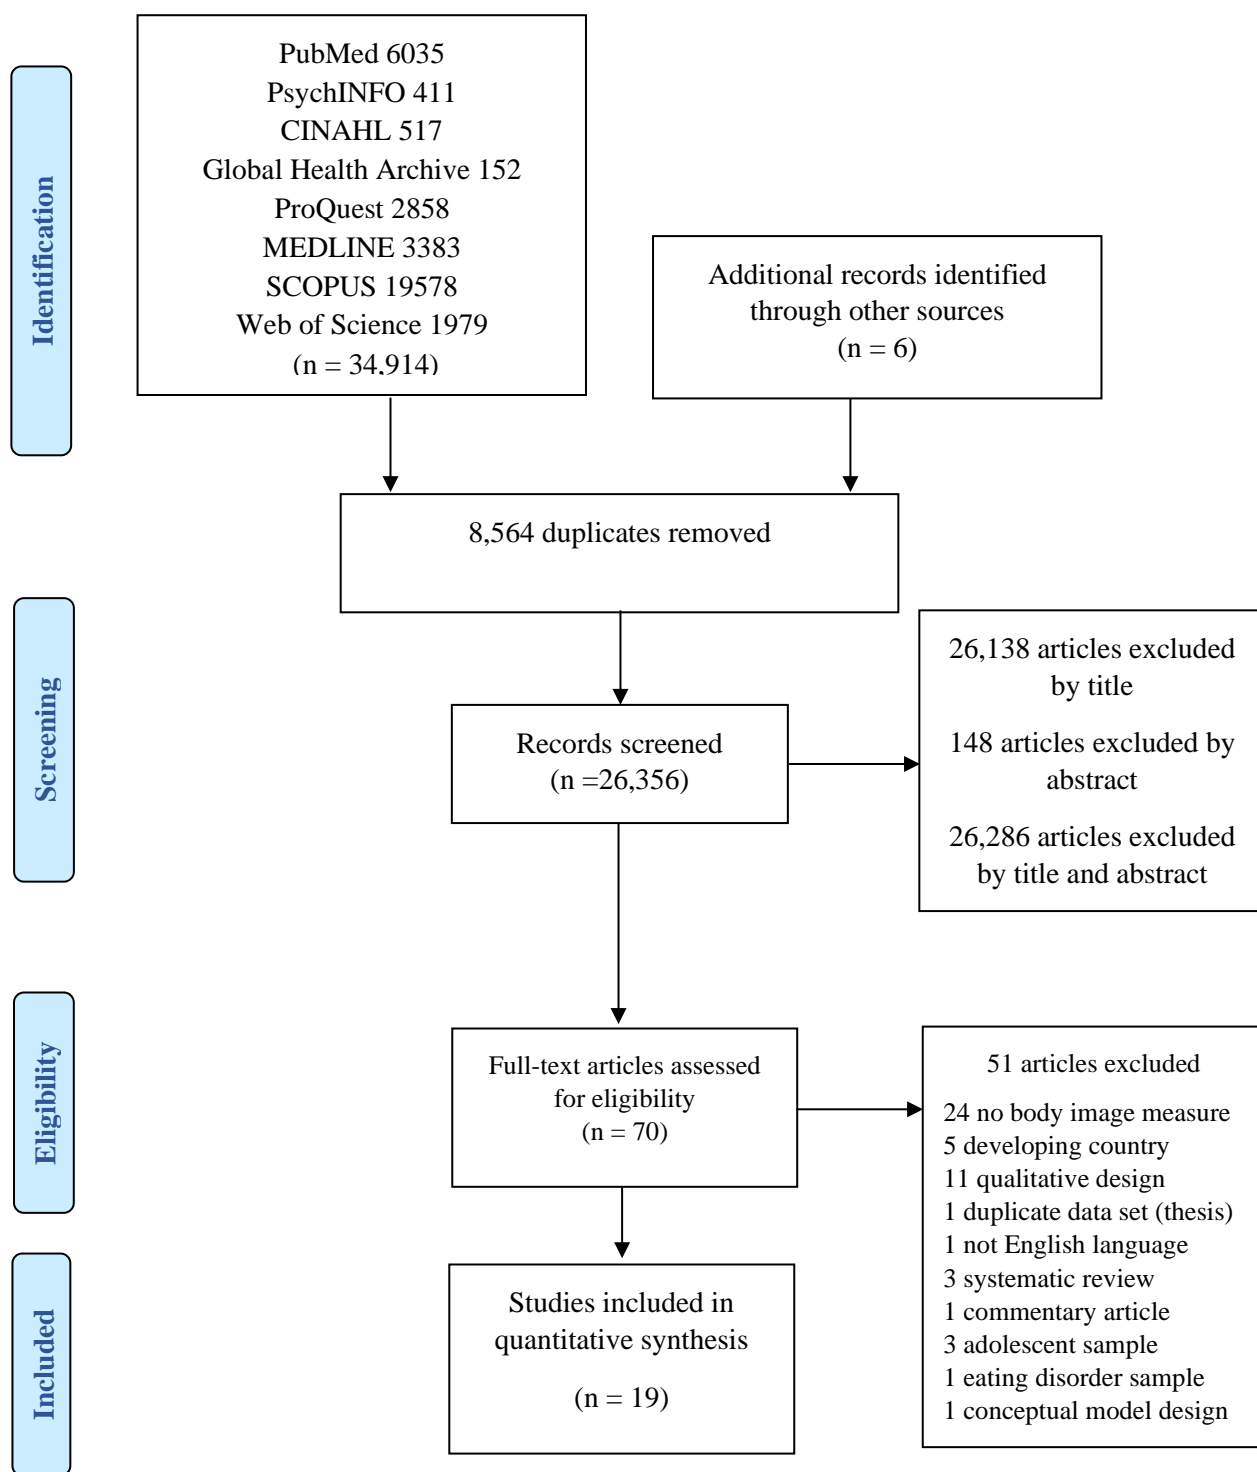 Identification
PubMed 6035
PsychINFO 411
CINAHL 517
Global Health Archive 152
ProQuest 2858
MEDLINE 3383
SCOPUS 19578
Web of Science 1979
(n = 34,914)
Additional records identified
through other sources
(n = 6)
8,564 duplicates removed
Screening
Records screened
(n =26,356)
26,138 articles excluded
by title
148 articles excluded by
abstract
26,286 articles excluded
by title and abstract
Eligibility
Full-text articles assessed
for eligibility
(n = 70)
51 articles excluded
24 no body image measure
5 developing country
11 qualitative design
1 duplicate data set (thesis)
1 not English language
3 systematic review
1 commentary article
3 adolescent sample
1 eating disorder sample
1 conceptual model design
Included
Studies included in
quantitative synthesis
(n = 19)